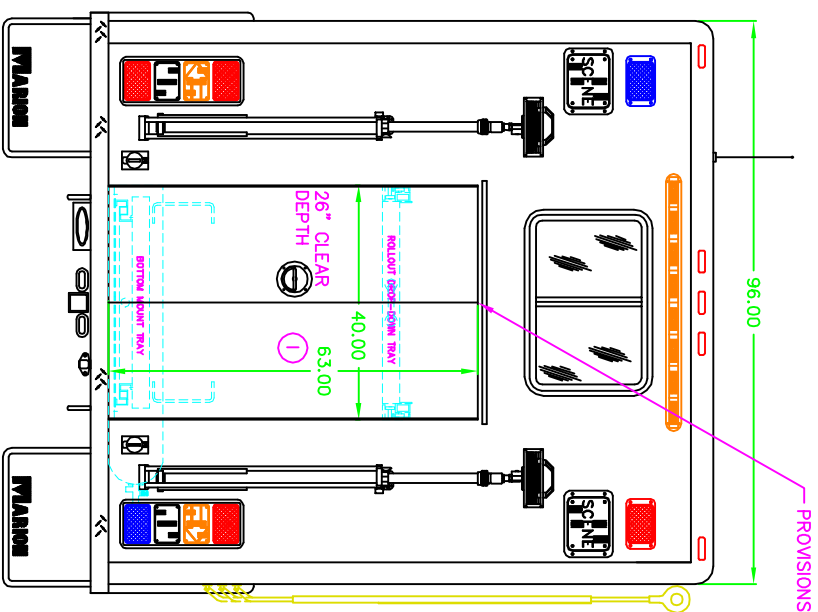 PROVISIONS
96.00
SCENE
SCENE
ROLLOUT DROP-DOWN TRAY
40.00
63.00
26" CLEAR
DEPTH
1
BOTTOM MOUNT TRAY
MARION
MARION